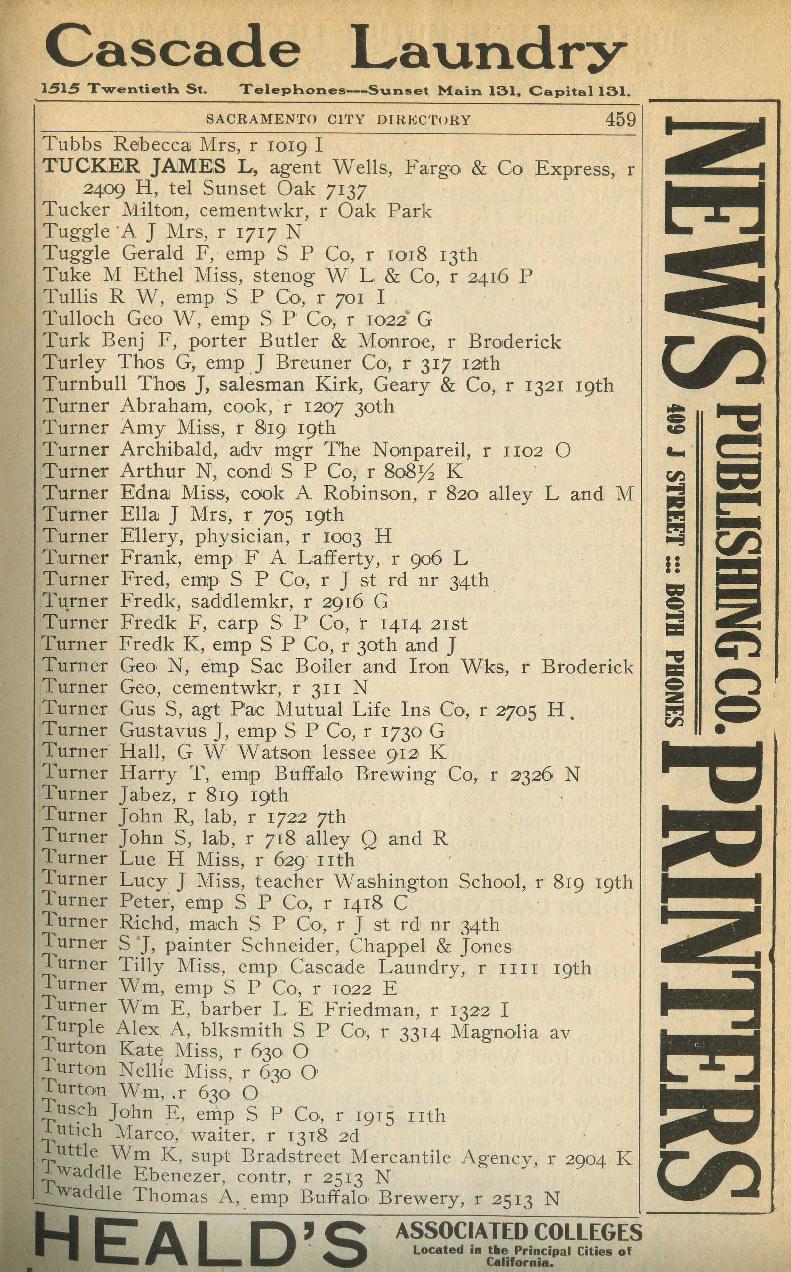 Cascade Laundry
1515 Twentieth St. Telephones---Sunset Main 131, Capital 131.
SACRAMENTO CITY DIRECTORY 459
Tubbs Rebecca Mrs, r 1019 I
TUCKER JAMES L, agent Wells, Fargo & Co Express, r
2409 H, tel Sunset Oak 7137
Tucker Milton, cementwkr, r Oak Park
Tuggle A J Mrs, r 1717 N
Tuggle Gerald F, emp S P Co, r 1018 13th
Tuke M Ethel Miss, stenog W L & Co, r 2416 P
Tullis R W, emp S P Co, r 701 I
Tulloch Geo W, emp S P Co, r 1022 G
Turk Benj F, porter Butler & Monroe, r Broderick
Turley Thos G, emp J Breuner Co, r 317 12th
Turnbull Thos J, salesman Kirk, Geary & Co, r 1321 19th
Turner Abraham, cook, r 1207 30th
Turner Amy Miss, r 819 19th
Turner Archibald, adv mgr The Nonpareil, r 1102 O
Turner Arthur N, cond S P Co, r 808½ K
Turner Edna Miss, cook A Robinson, r 820 alley L and M
Turner Ella J Mrs, r 705 19th
Turner Ellery, physician, r 1003 H
Turner Frank, emp F A Lafferty, r 906 L
Turner Fred, emp S P Co, r J st rd nr 34th
Turner Fredk, saddlemkr, r 2916 G
Turner Fredk F, carp S P Co, r 1414 21st
Turner Fredk K, emp S P Co, r 30th and J
Turner Geo N, emp Sac Boiler and Iron Wks, r Broderick
Turner Geo, cementwkr, r 311 N
Turner Gus S, agt Pac Mutual Life Ins Co, r 2705 H.
Turner Gustavus J, emp S P Co, r 1730 G
Turner Hall, G W Watson lessee 912 K
Turner Harry T, emp Buffalo Brewing Co, r 2326 N
Turner Jabez, r 819 19th
Turner John R, lab, r 1722 7th
Turner John S, lab, r 718 alley Q and R
Turner Lue H Miss, r 629 11th
Turner Lucy J Miss, teacher Washington School, r 819 19th
Turner Peter, emp S P Co, r 1418 C
Turner Richd, mach S P Co, r J st rd nr 34th
Turner S J, painter Schneider, Chappel & Jones
Turner Tilly Miss, emp Cascade Laundry, r 1111 19th
Turner Wm, emp S P Co, r 1022 E
Turner Wm E, barber L E Friedman, r 1322 I
Turple Alex A, blksmith S P Co, r 3314 Magnolia av
Turton Kate Miss, r 630 O
Turton Nellie Miss, r 630 O
Turton Wm, .r 630 O
Tusch John E, emp S P Co, r 1915 11th
Tutich Marco, waiter, r 1318 2d
Tuttle Wm K, supt Bradstreet Mercantile Agency, r 2904 K
Twaddle Ebenezer, contr, r 2513 N
Twaddle Thomas A, emp Buffalo Brewery, r 2513 N
NEWS PUBLISHING CO. PRINTERS
409 J STREET ::: BOTH PHONES
HEALD'S ASSOCIATED COLLEGES
Located in the Principal Cities of
California.